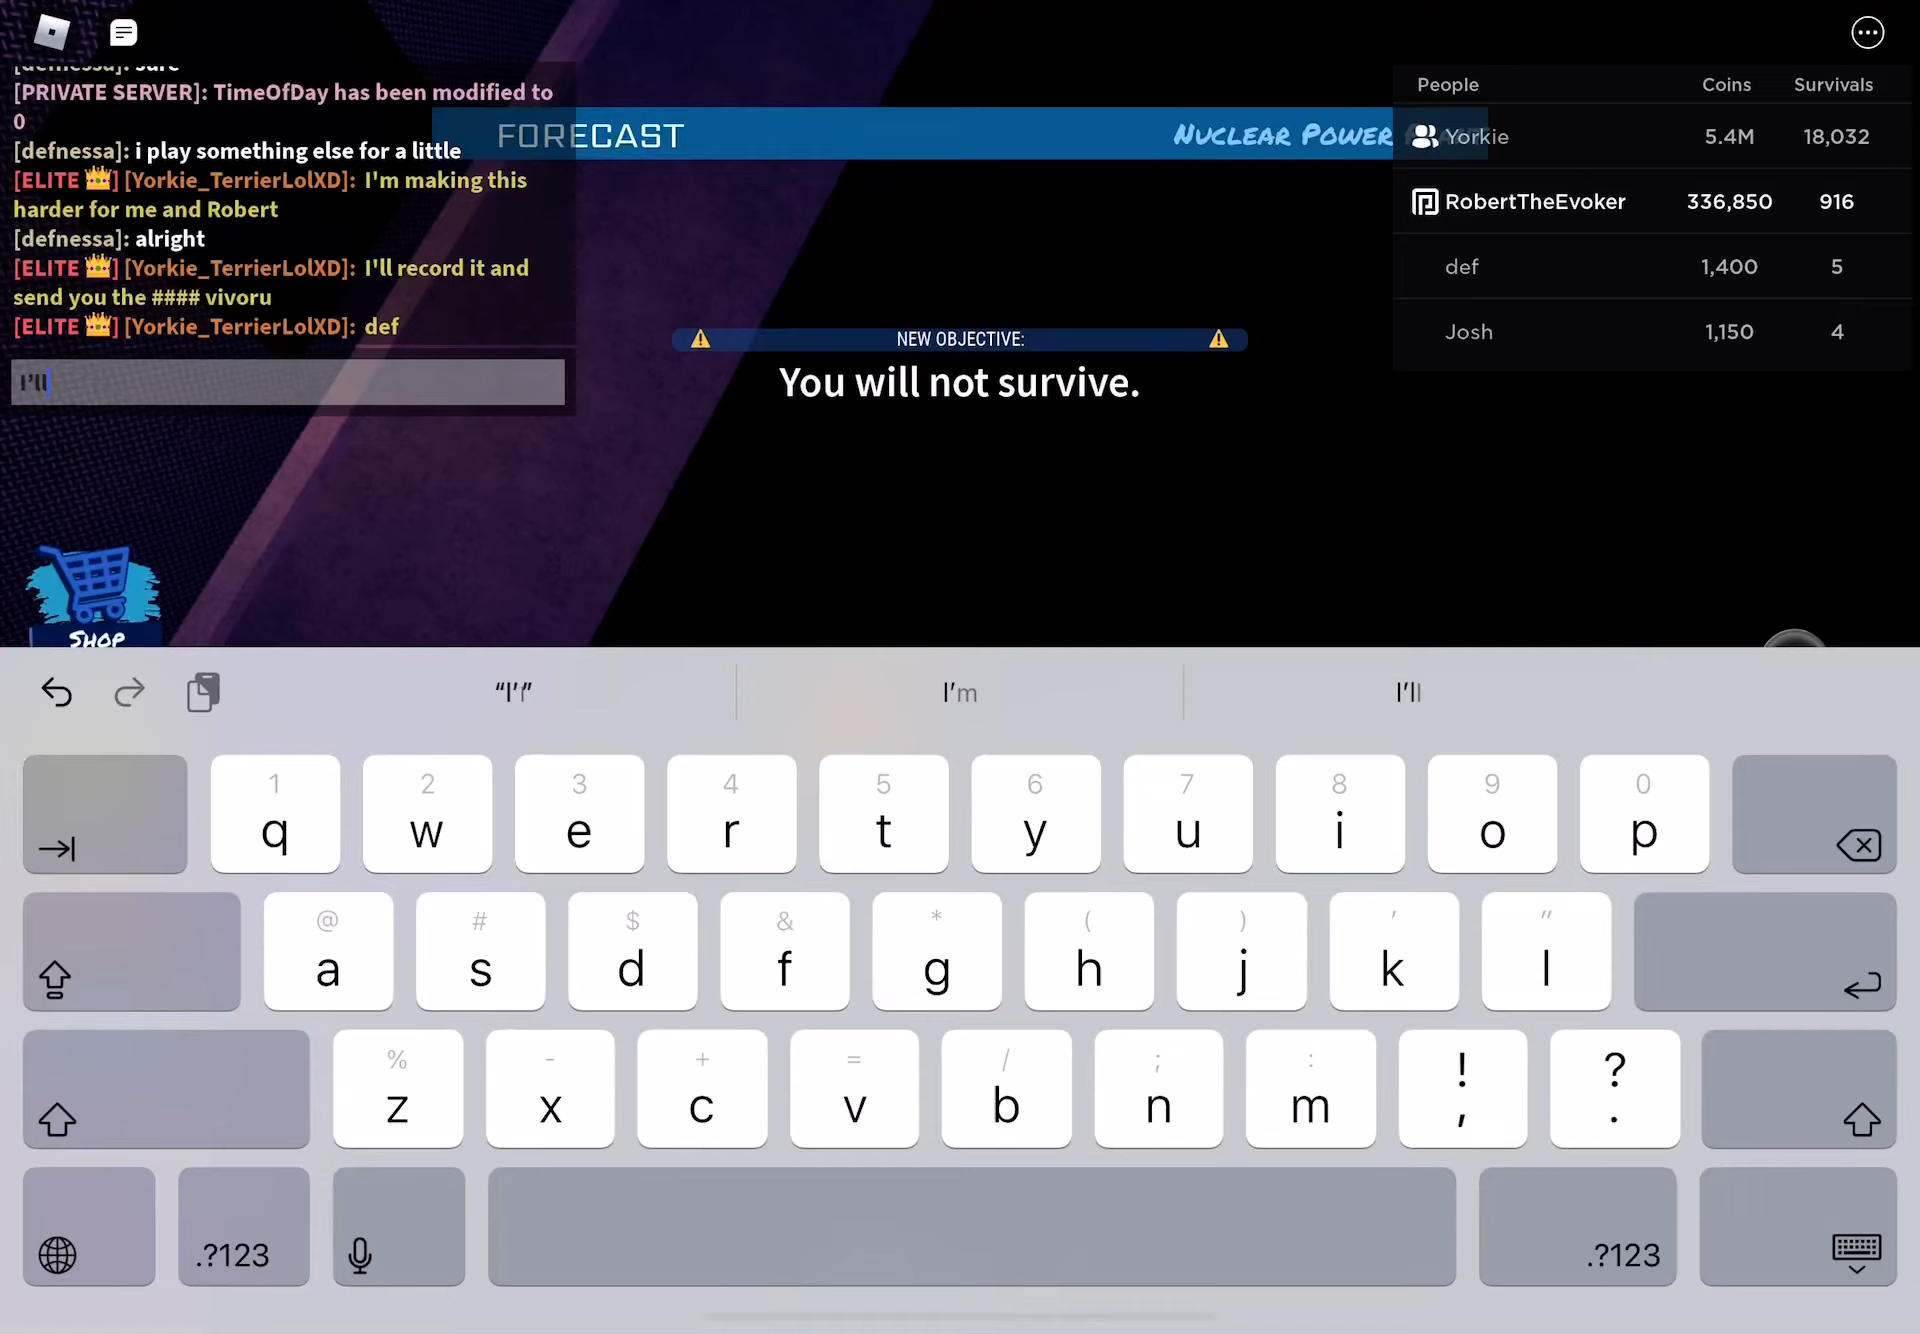 [defnessa]: sure
[PRIVATE SERVER]: TimeOfDay has been modified to
0
[defnessa]: i play something else for a little
[ELITE 👑] [Yorkie_TerrierLolXD]: I'm making this
harder for me and Robert
[defnessa]: alright
[ELITE 👑] [Yorkie_TerrierLolXD]: I'll record it and
send you the #### vivoru
[ELITE 👑] [Yorkie_TerrierLolXD]: def
I'll
FORECAST
NUCLEAR POWER
NEW OBJECTIVE:
You will not survive.
People Coins Survivals
Yorkie 5.4M 18,032
RobertTheEvoker 336,850 916
def 1,400 5
Josh 1,150 4
SHOP
I'm I'll
1 2 3 4 5 6 7 8 9 0
q w e r t y u i o p
@ # $ & * ( ) ' "
a s d f g h j k l
% - + = / ; : ! ?
z x c v b n m , .
.?123 .?123